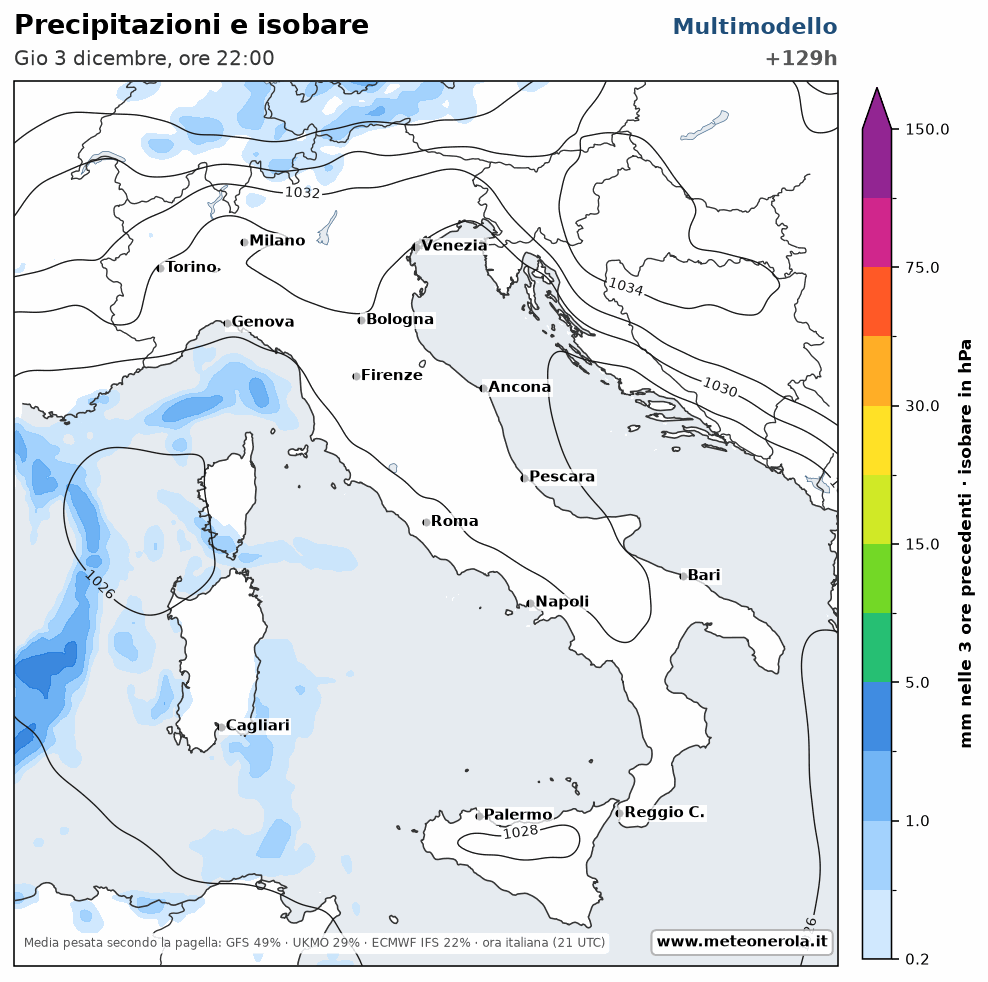 Precipitazioni e isobare
Multimodello
Gio 3 dicembre, ore 22:00
+129h
1032
Milano
Venezia
Torino
1034
Genova
Bologna
Firenze
Ancona
1030
Pescara
Roma
1026
Bari
Napoli
Cagliari
Palermo
Reggio C.
1028
Media pesata secondo la pagella: GFS 49% · UKMO 29% · ECMWF IFS 22% · ora italiana (21 UTC)
www.meteonerola.it
150.0
75.0
30.0
15.0
5.0
1.0
0.2
mm nelle 3 ore precedenti · isobare in hPa